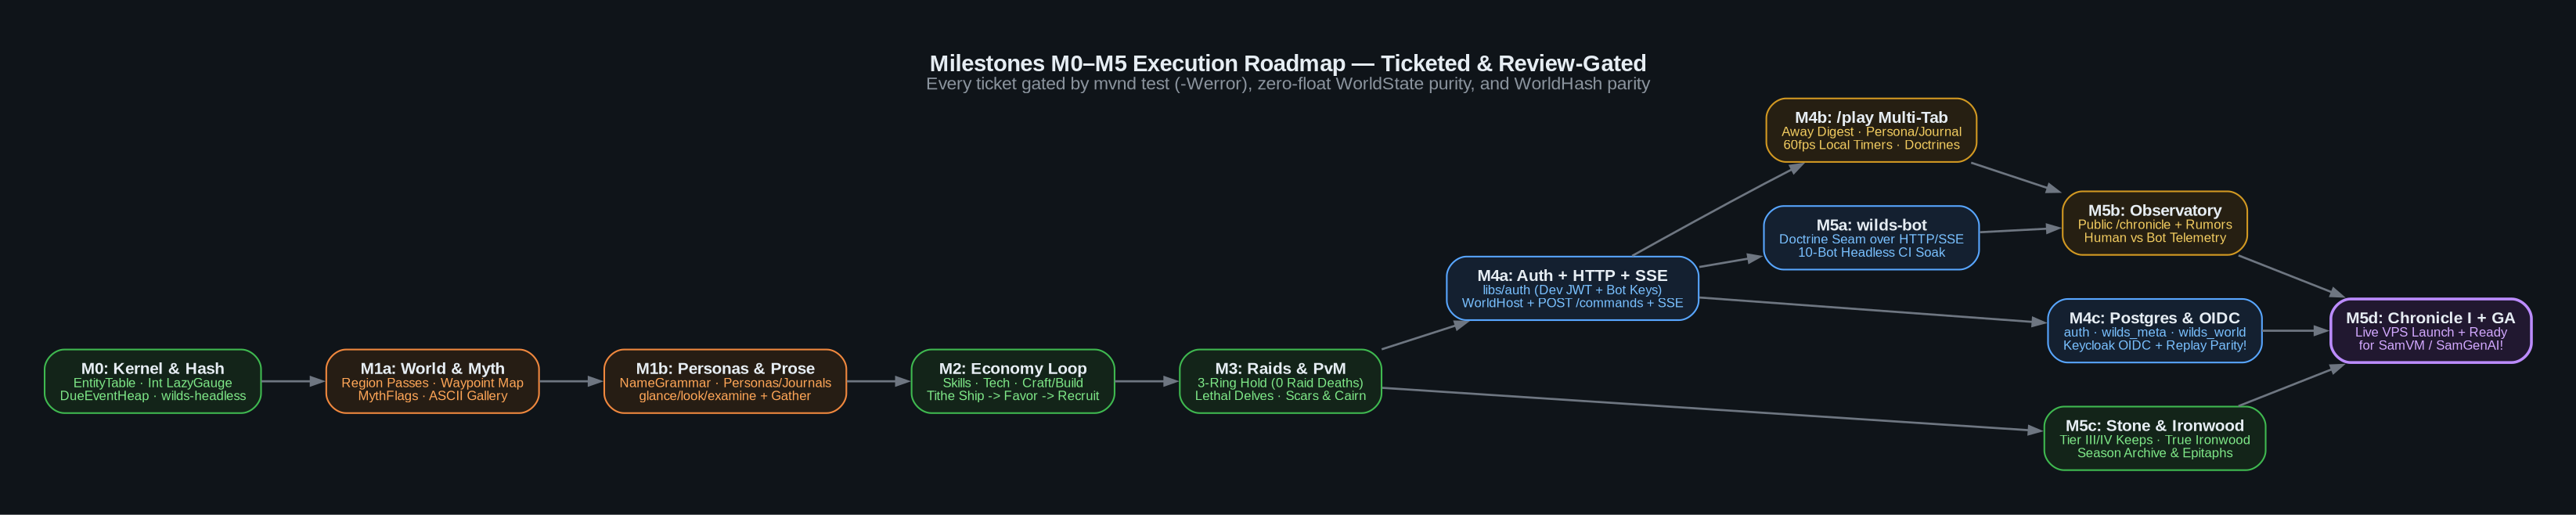 Milestones M0–M5 Execution Roadmap — Ticketed & Review-Gated
Every ticket gated by mvnd test (-Werror), zero-float WorldState purity, and WorldHash parity
M0: Kernel & Hash
EntityTable · Int LazyGauge
DueEventHeap · wilds-headless
M1a: World & Myth
Region Passes · Waypoint Map
MythFlags · ASCII Gallery
M1b: Personas & Prose
NameGrammar · Personas/Journals
glance/look/examine + Gather
M2: Economy Loop
Skills · Tech · Craft/Build
Tithe Ship -> Favor -> Recruit
M3: Raids & PvM
3-Ring Hold (0 Raid Deaths)
Lethal Delves · Scars & Cairn
M4a: Auth + HTTP + SSE
libs/auth (Dev JWT + Bot Keys)
WorldHost + POST /commands + SSE
M4b: /play Multi-Tab
Away Digest · Persona/Journal
60fps Local Timers · Doctrines
M5a: wilds-bot
Doctrine Seam over HTTP/SSE
10-Bot Headless CI Soak
M5b: Observatory
Public /chronicle + Rumors
Human vs Bot Telemetry
M4c: Postgres & OIDC
auth · wilds_meta · wilds_world
Keycloak OIDC + Replay Parity!
M5c: Stone & Ironwood
Tier III/IV Keeps · True Ironwood
Season Archive & Epitaphs
M5d: Chronicle I + GA
Live VPS Launch + Ready
for SamVM / SamGenAI!